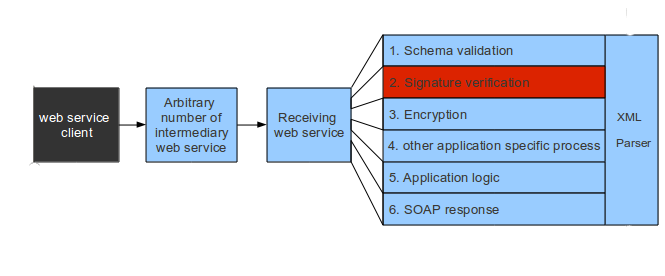 web service
client
Arbitrary
number of
intermediary
web service
Receiving
web service
1. Schema validation
2. Signature verification
3. Encryption
4. other application specific process
5. Application logic
6. SOAP response
XML
Parser